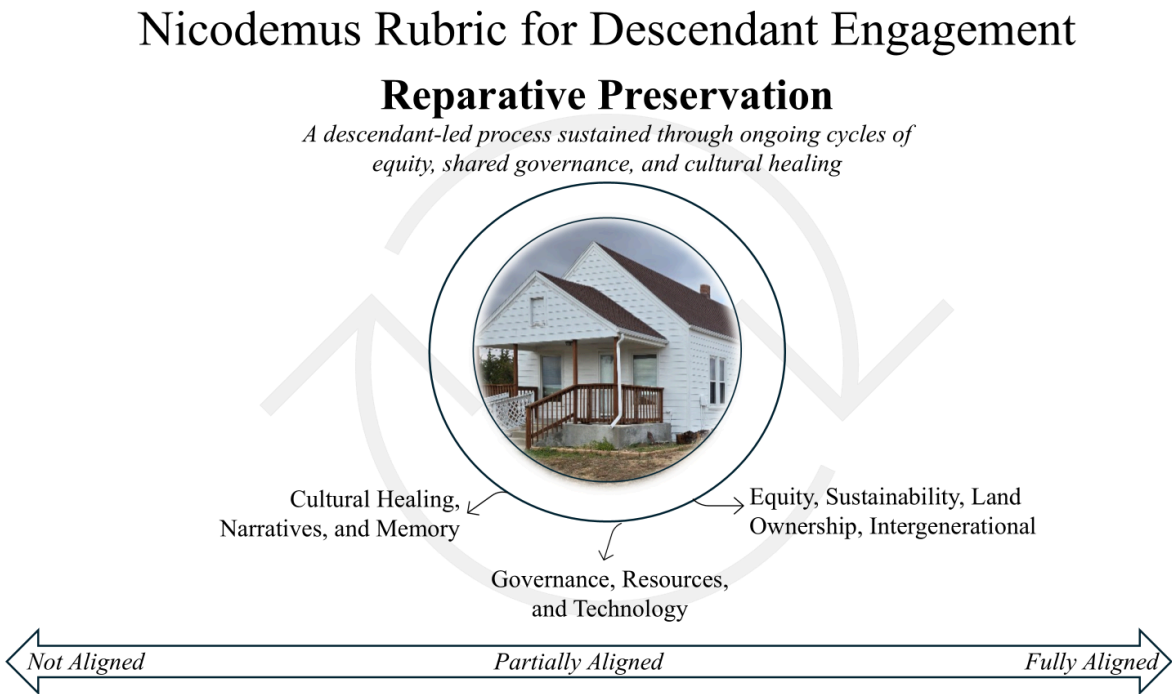 Nicodemus Rubric for Descendant Engagement
Reparative Preservation
A descendant-led process sustained through ongoing cycles of
equity, shared governance, and cultural healing
Cultural Healing,
Narratives, and Memory
Equity, Sustainability, Land
Ownership, Intergenerational
Governance, Resources,
and Technology
Not Aligned
Partially Aligned
Fully Aligned